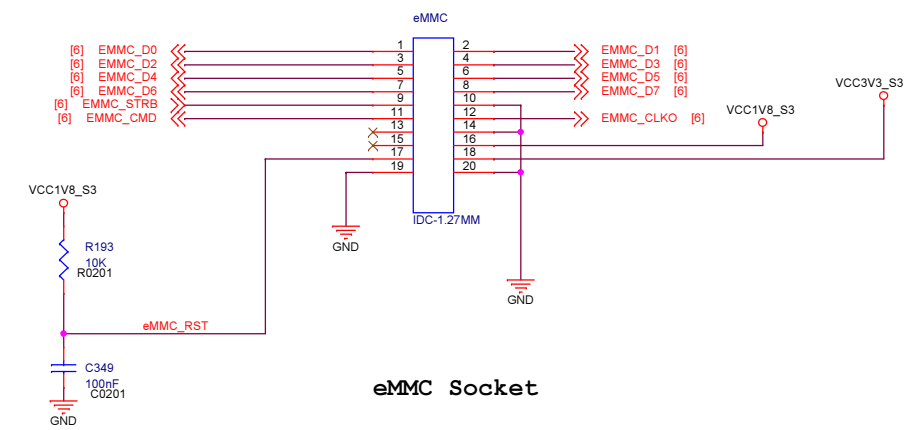 eMMC
[6] EMMC_D0 1 2 EMMC_D1 [6]
[6] EMMC_D2 3 4 EMMC_D3 [6]
[6] EMMC_D4 5 6 EMMC_D5 [6]
[6] EMMC_D6 7 8 EMMC_D7 [6]
[6] EMMC_STRB 9 10
[6] EMMC_CMD 11 12 EMMC_CLKO [6]
13 14
15 16
17 18
19 20
VCC1V8_S3
VCC3V3_S3
IDC-1.27MM
GND
GND
VCC1V8_S3
R193
10K
R0201
eMMC_RST
C349
100nF
C0201
GND
eMMC Socket